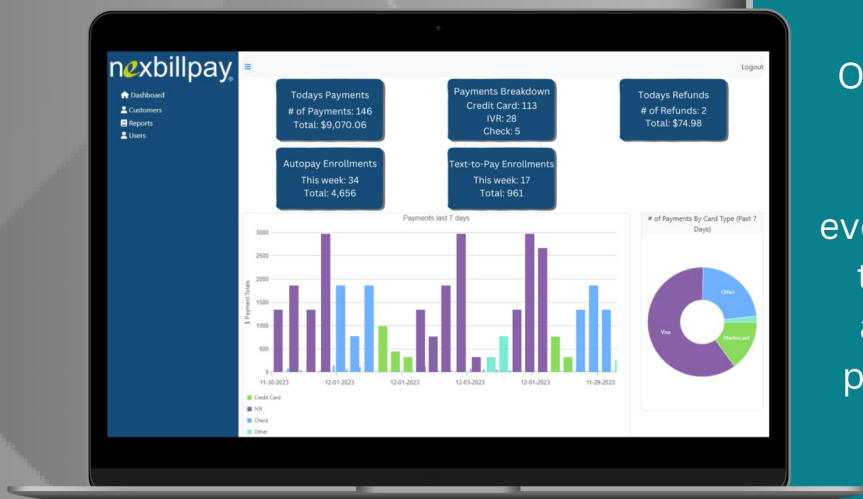 nexbillpay®
Dashboard
Customers
Reports
Users
Logout
Todays Payments
# of Payments: 146
Total: $9,070.06
Payments Breakdown
Credit Card: 113
IVR: 28
Check: 5
Todays Refunds
# of Refunds: 2
Total: $74.98
Autopay Enrollments
This week: 34
Total: 4,656
Text-to-Pay Enrollments
This week: 17
Total: 961
Payments last 7 days
$ Payment Totals
3000
2500
2000
1500
1000
500
0
11-30-2023
12-01-2023
12-01-2023
12-03-2023
12-01-2023
11-29-2023
Credit Card
IVR
Check
Other
# of Payments By Card Type (Past 7
Days)
Other
Visa
Mastercard